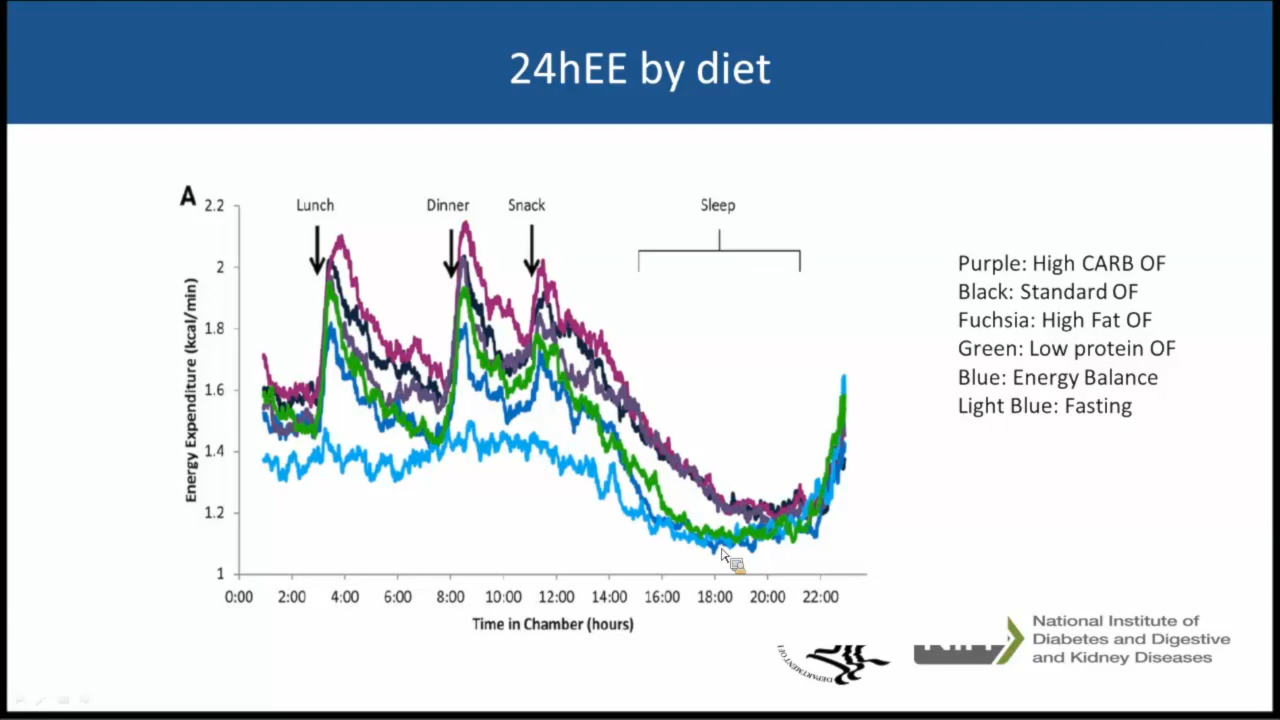 24hEE by diet
A
Lunch
Dinner
Snack
Sleep
2.2
2
1.8
1.6
1.4
1.2
1
Energy Expenditure (kcal/min)
0:00 2:00 4:00 6:00 8:00 10:00 12:00 14:00 16:00 18:00 20:00 22:00
Time in Chamber (hours)
Purple: High CARB OF
Black: Standard OF
Fuchsia: High Fat OF
Green: Low protein OF
Blue: Energy Balance
Light Blue: Fasting
National Institute of
Diabetes and Digestive
and Kidney Diseases